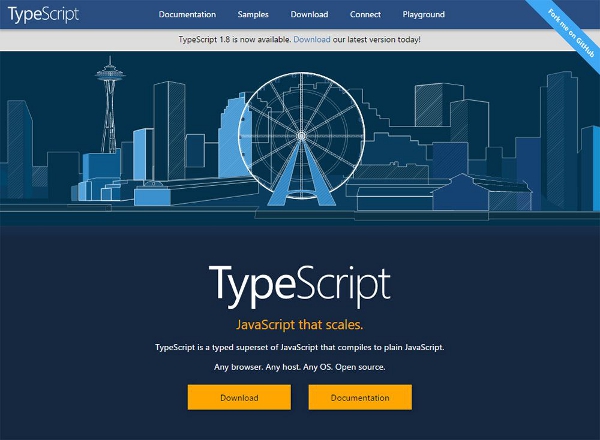 TypeScript
Documentation Samples Download Connect Playground
Fork me on GitHub
TypeScript 1.8 is now available. Download our latest version today!
TypeScript
JavaScript that scales.
TypeScript is a typed superset of JavaScript that compiles to plain JavaScript.
Any browser. Any host. Any OS. Open source.
Download Documentation